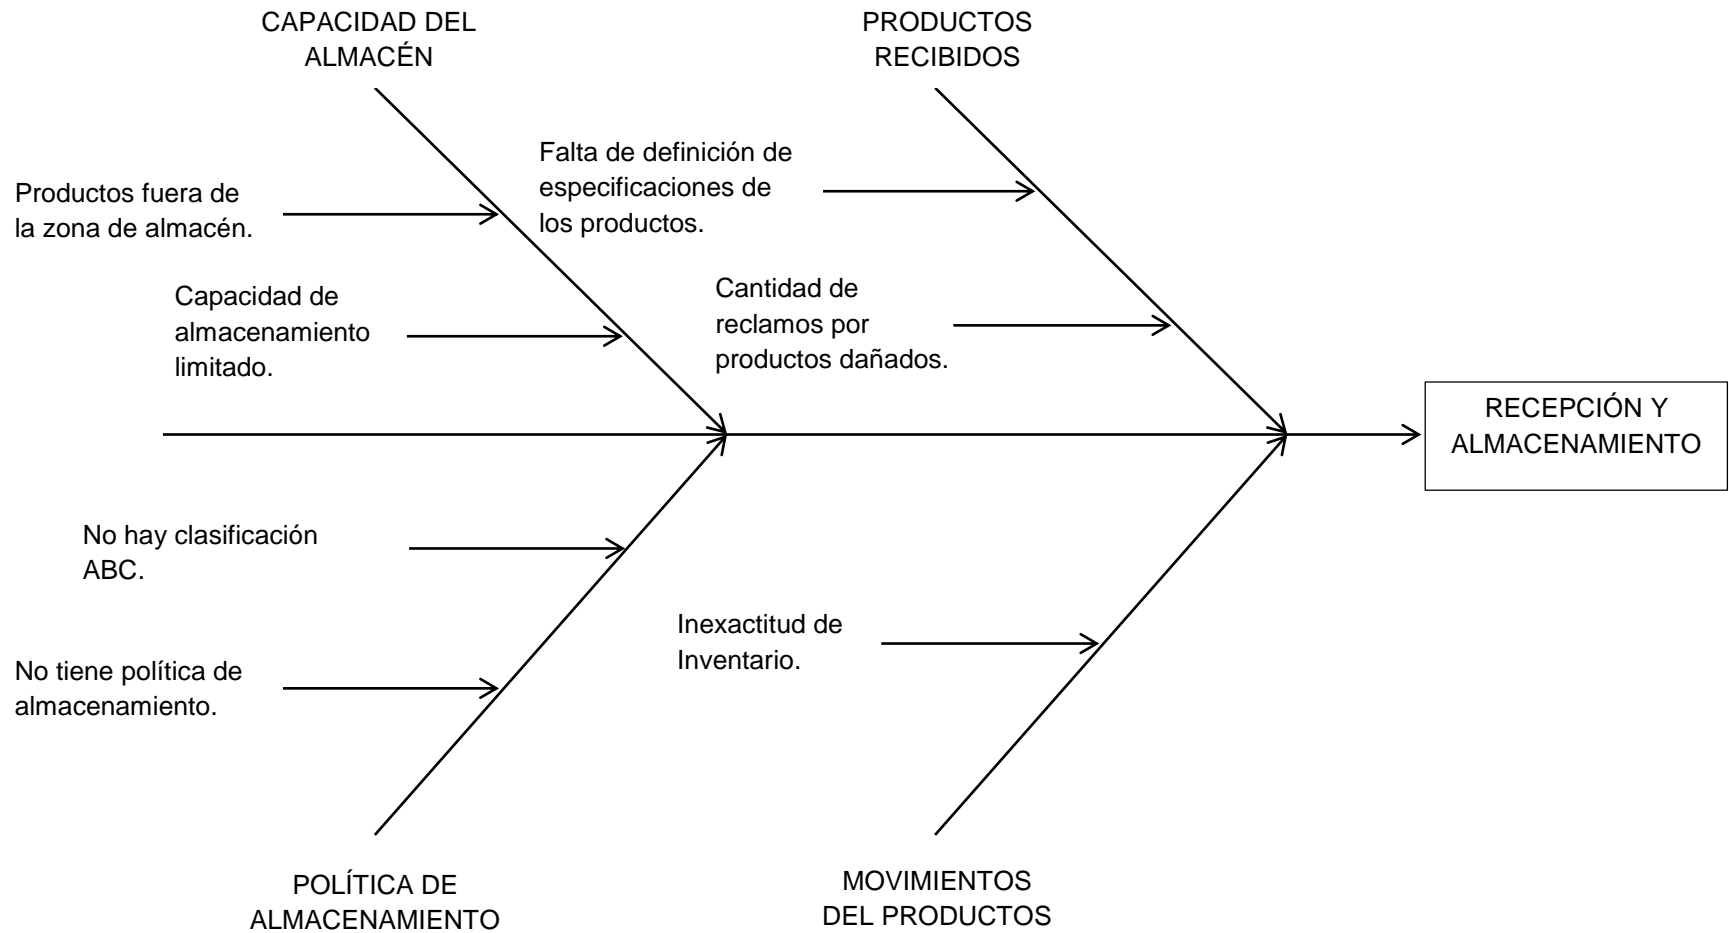 CAPACIDAD DEL
ALMACÉN
PRODUCTOS
RECIBIDOS
Falta de definición de
especificaciones de
los productos.
Productos fuera de
la zona de almacén.
Cantidad de
reclamos por
productos dañados.
Capacidad de
almacenamiento
limitado.
RECEPCIÓN Y
ALMACENAMIENTO
No hay clasificación
ABC.
Inexactitud de
Inventario.
No tiene política de
almacenamiento.
POLÍTICA DE
ALMACENAMIENTO
MOVIMIENTOS
DEL PRODUCTOS